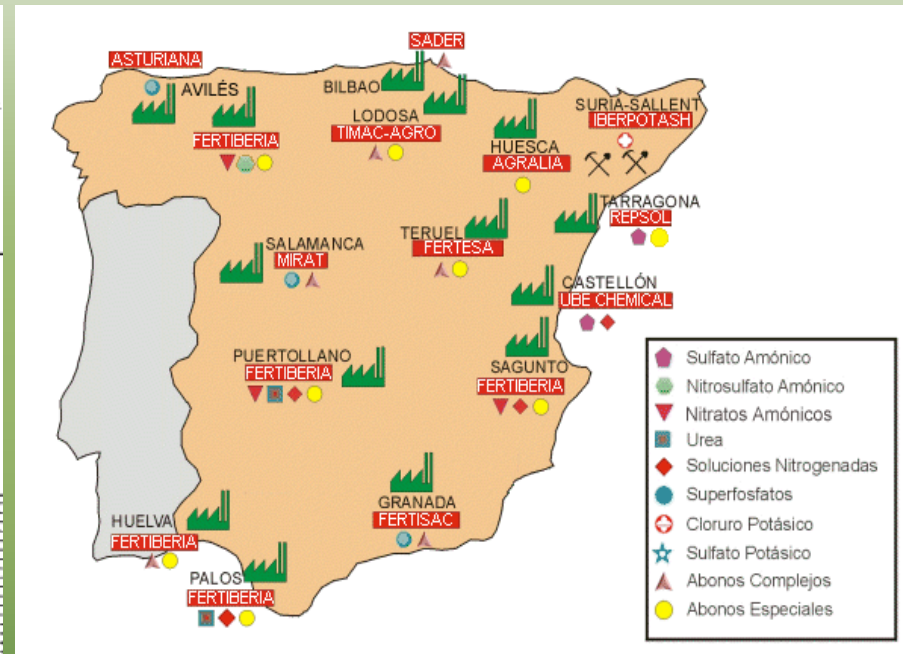 SADER
ASTURIANA
AVILÉS
BILBAO
FERTIBERIA
LODOSA
TIMAC-AGRO
HUESCA
AGRALIA
SURIA-SALLENT
IBERPOTASH
TARRAGONA
REPSOL
SALAMANCA
MIRAT
TERUEL
FERTESA
CASTELLÓN
UBE CHEMICAL
PUERTOLLANO
FERTIBERIA
SAGUNTO
FERTIBERIA
GRANADA
FERTISAC
HUELVA
FERTIBERIA
PALOS
FERTIBERIA
Sulfato Amónico
Nitrosulfato Amónico
Nitratos Amónicos
Urea
Soluciones Nitrogenadas
Superfosfatos
Cloruro Potásico
Sulfato Potásico
Abonos Complejos
Abonos Especiales